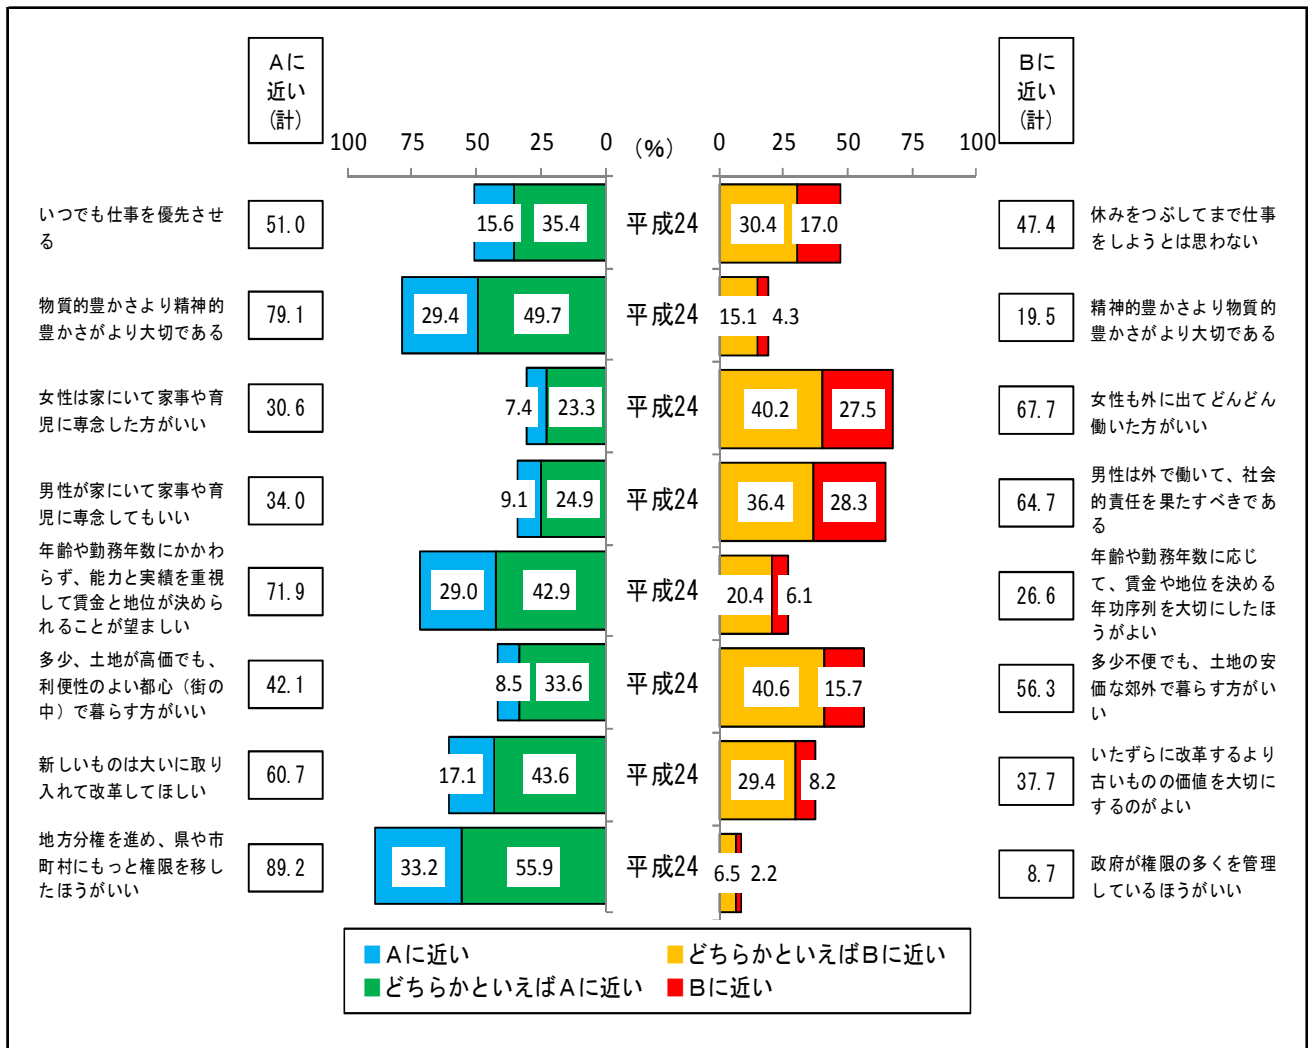 Aに
近い
(計)
Bに
近い
(計)
100 75 50 25 0 (%) 0 25 50 75 100
いつでも仕事を優先させ
る
51.0
15.6 35.4 平成24 30.4 17.0
47.4
休みをつぶしてまで仕事
をしようとは思わない
物質的豊かさより精神的
豊かさがより大切である
79.1
29.4 49.7 平成24 15.1 4.3
19.5
精神的豊かさより物質的
豊かさがより大切である
女性は家にいて家事や育
児に専念した方がいい
30.6
7.4 23.3 平成24 40.2 27.5
67.7
女性も外に出てどんどん
働いた方がいい
男性が家にいて家事や育
児に専念してもいい
34.0
9.1 24.9 平成24 36.4 28.3
64.7
男性は外で働いて、社会
的責任を果たすべきであ
る
年齢や勤務年数にかかわ
らず、能力と実績を重視
して賃金と地位が決めら
れることが望ましい
71.9
29.0 42.9 平成24 20.4 6.1
26.6
年齢や勤務年数に応じ
て、賃金や地位を決める
年功序列を大切にしたほ
うがよい
多少、土地が高価でも、
利便性のよい都心(街の
中)で暮らす方がいい
42.1
8.5 33.6 平成24 40.6 15.7
56.3
多少不便でも、土地の安
価な郊外で暮らす方がい
い
新しいものは大いに取り
入れて改革してほしい
60.7
17.1 43.6 平成24 29.4 8.2
37.7
いたずらに改革するより
古いものの価値を大切に
するのがよい
地方分権を進め、県や市
町村にもっと権限を移し
たほうがいい
89.2
33.2 55.9 平成24 6.5 2.2
8.7
政府が権限の多くを管理
しているほうがいい
Aに近い どちらかといえばBに近い
どちらかといえばAに近い Bに近い